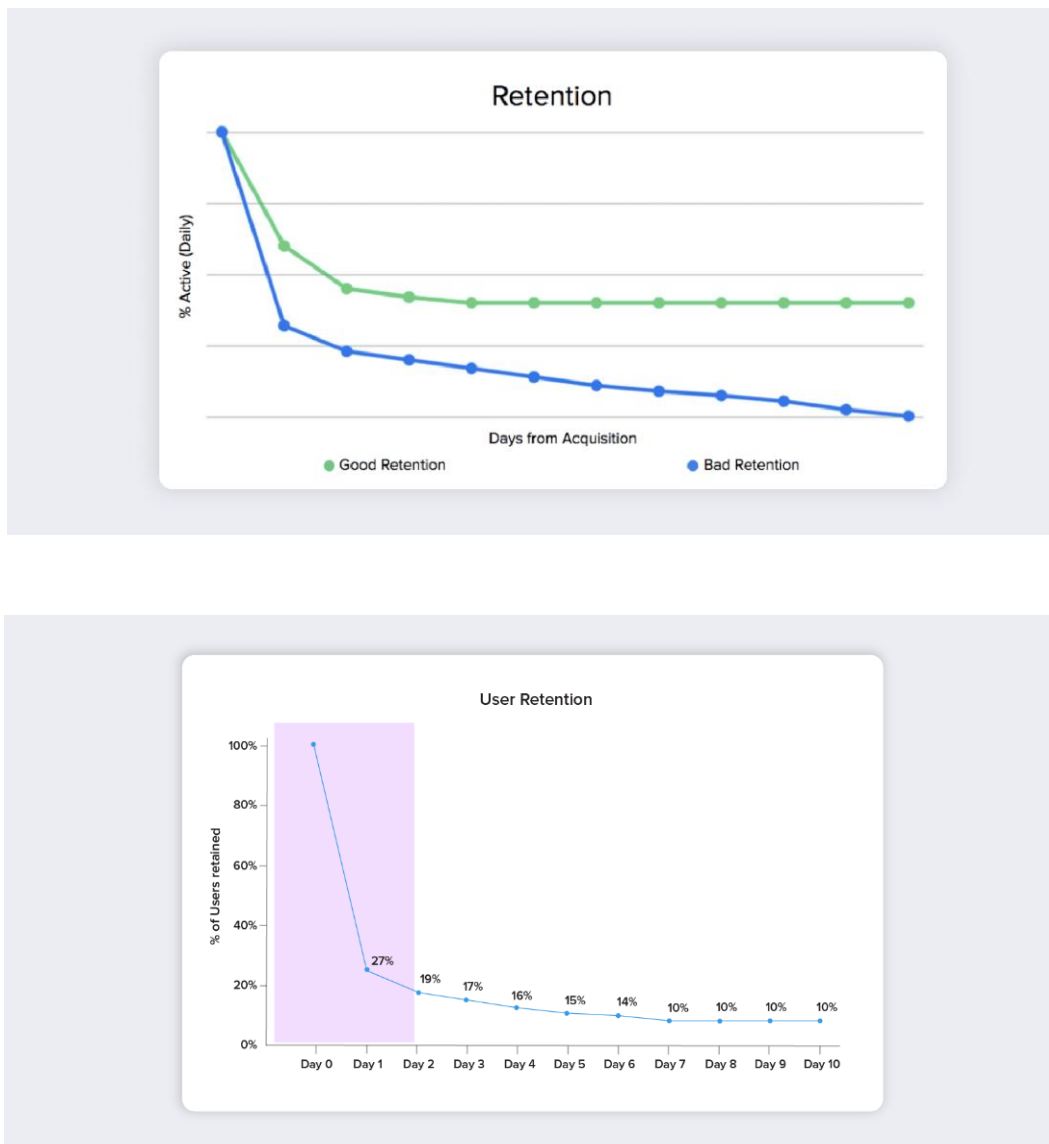 Retention
% Active (Daily)
Days from Acquisition
Good Retention
Bad Retention
User Retention
% of Users retained
100%
80%
60%
40%
20%
0%
27%
19%
17%
16%
15%
14%
10%
10%
10%
10%
Day 0
Day 1
Day 2
Day 3
Day 4
Day 5
Day 6
Day 7
Day 8
Day 9
Day 10